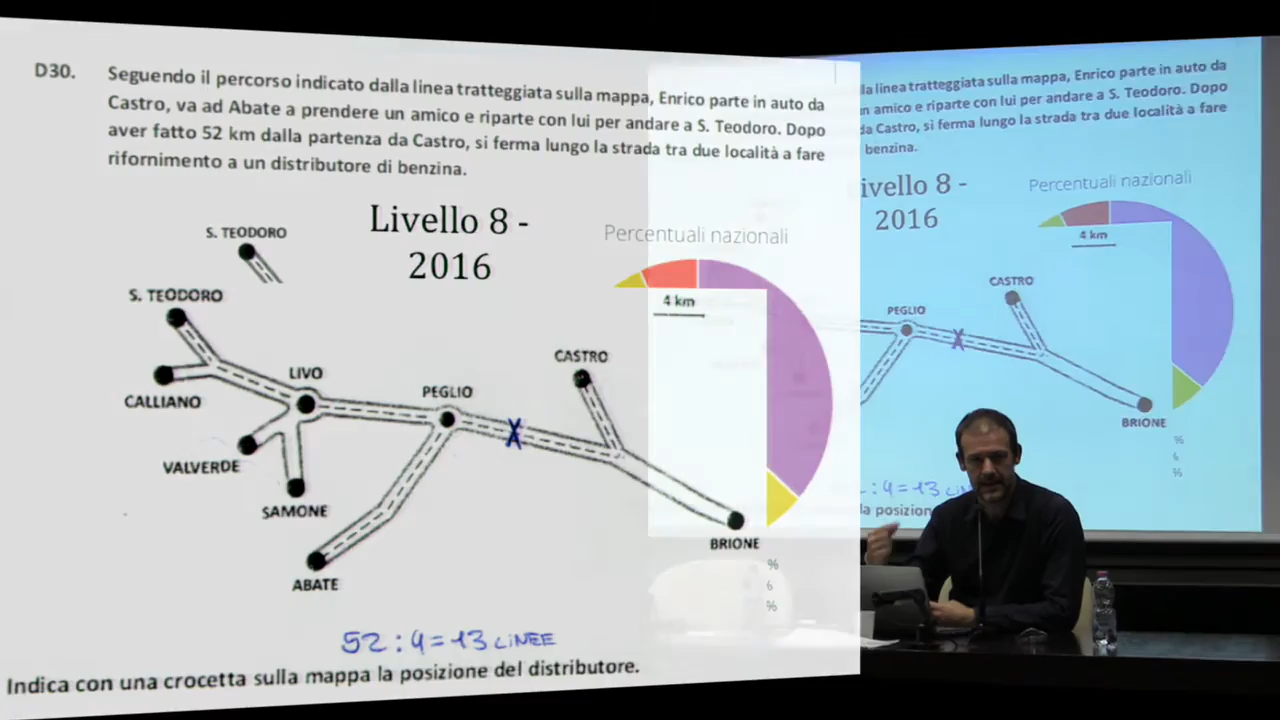 D30. Seguendo il percorso indicato dalla linea tratteggiata sulla mappa, Enrico parte in auto da
Castro, va ad Abate a prendere un amico e riparte con lui per andare a S. Teodoro. Dopo
aver fatto 52 km dalla partenza da Castro, si ferma lungo la strada tra due località a fare
rifornimento a un distributore di benzina.
Livello 8 -
2016
Percentuali nazionali
S. TEODORO
S. TEODORO
4 km
CASTRO
LIVO
PEGLIO
CALLIANO
VALVERDE
SAMONE
BRIONE
ABATE
%
6
%
52 : 4 = 13 LINEE
Indica con una crocetta sulla mappa la posizione del distributore.
la linea tratteggiata sulla mappa, Enrico parte in auto da
n amico e riparte con lui per andare a S. Teodoro. Dopo
da Castro, si ferma lungo la strada tra due località a fare
benzina.
ivello 8 -
2016
Percentuali nazionali
4 km
CASTRO
PEGLIO
BRIONE
%
6
%
: 4 = 13 LIN
la posizion